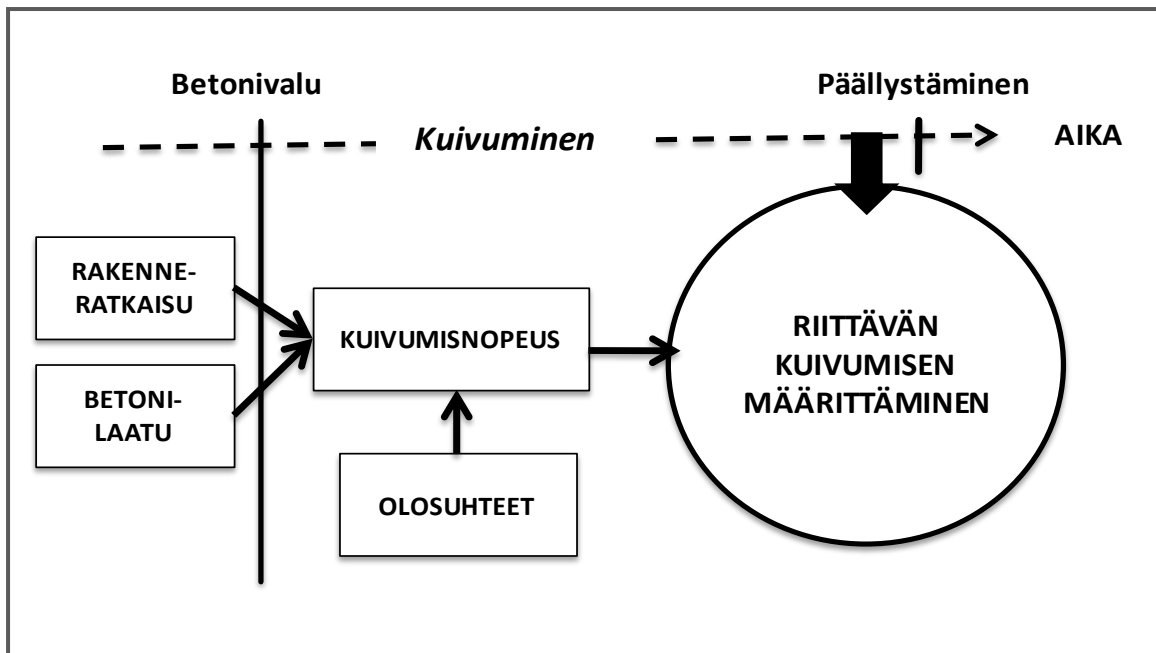 Betonivalu
Päällystäminen
Kuivuminen
AIKA
RAKENNE-
RATKAISU
BETONI-
LAATU
KUIVUMISNOPEUS
OLOSUHTEET
RIITTÄVÄN
KUIVUMISEN
MÄÄRITTÄMINEN